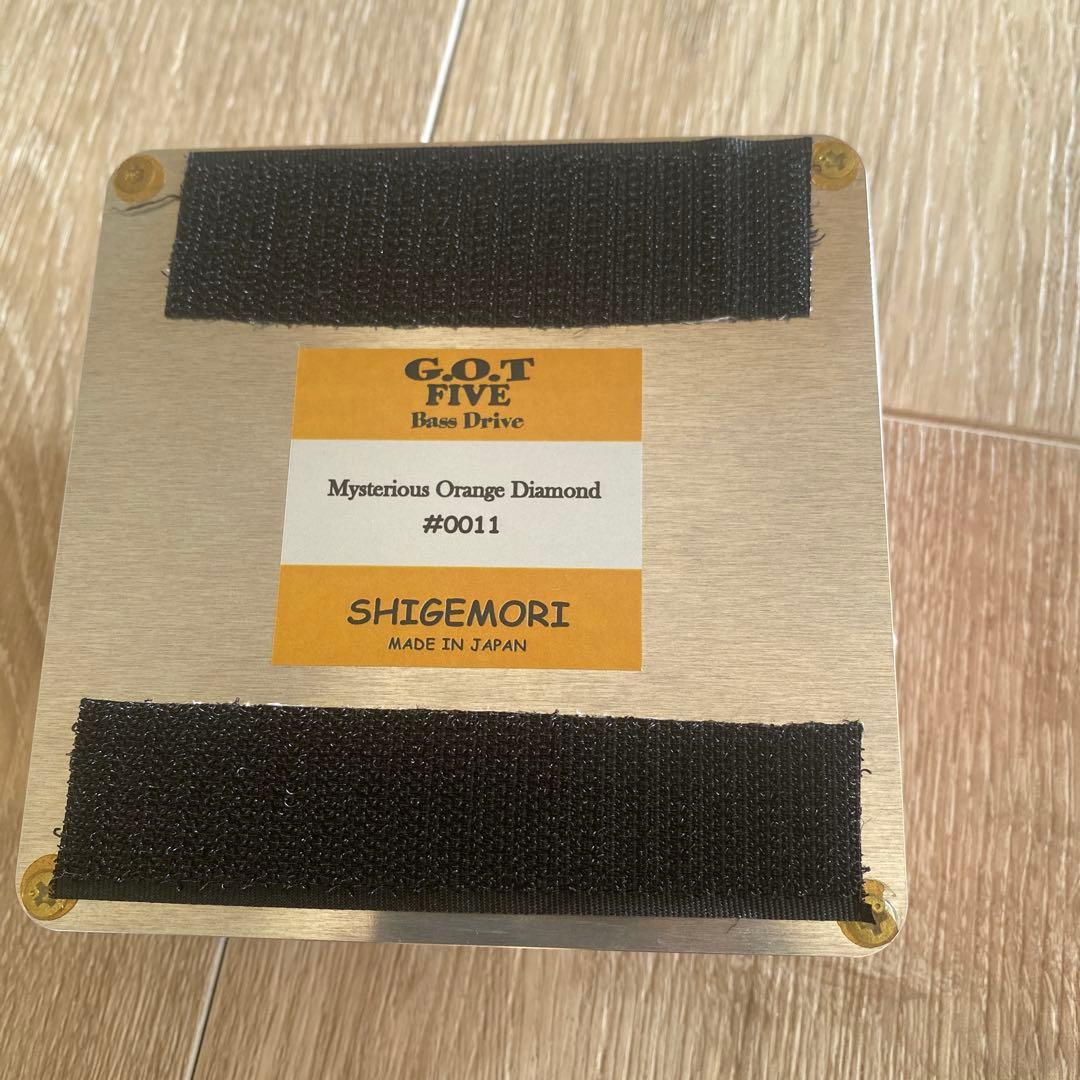 G.O.T
FIVE
Bass Drive
Mysterious Orange Diamond
#0011
SHIGEMORI
MADE IN JAPAN